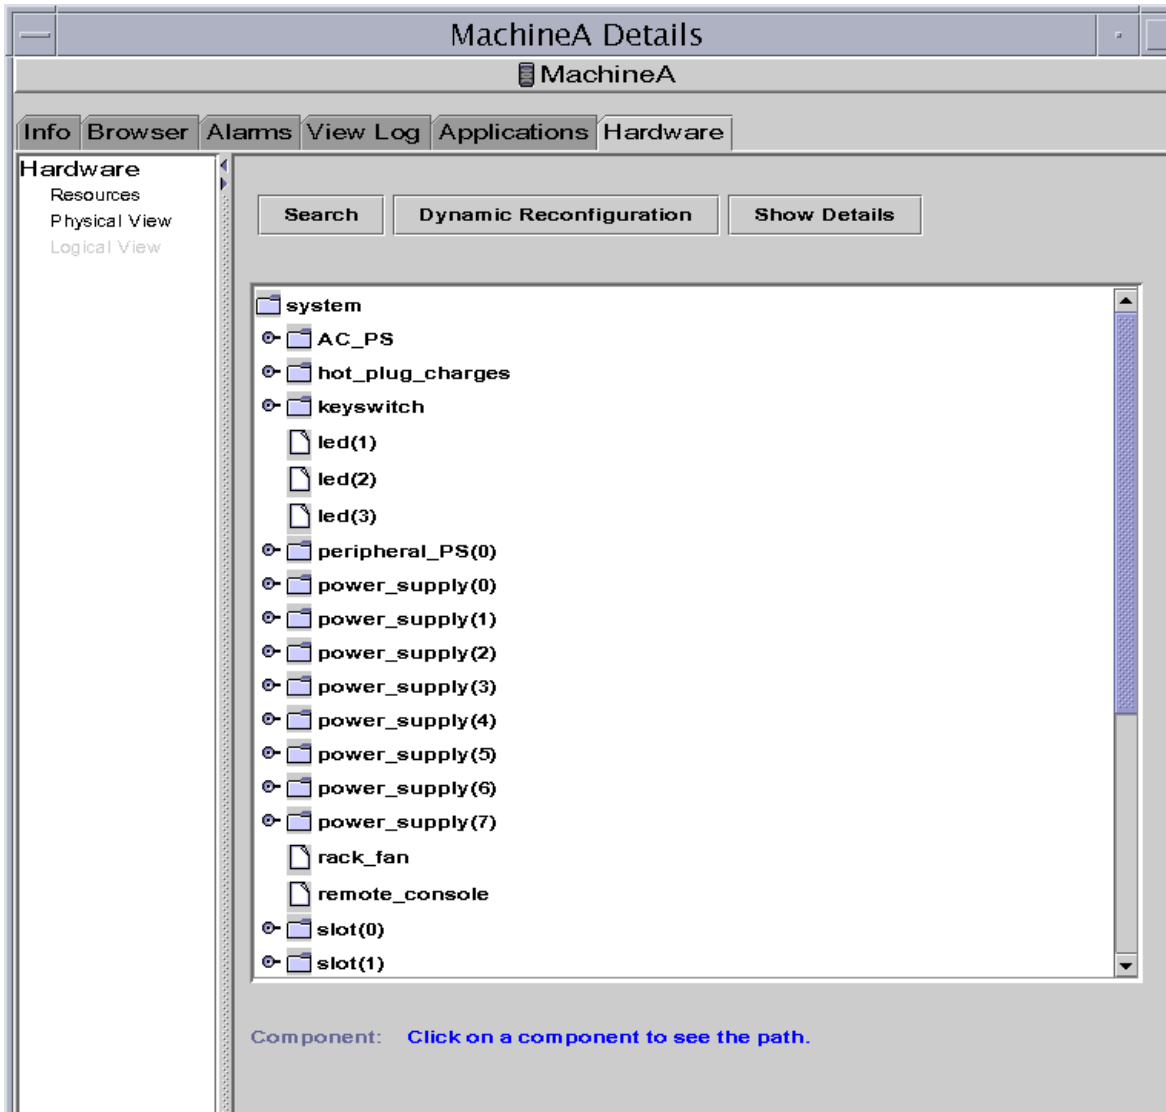 MachineA Details
MachineA
Info Browser Alarms View Log Applications Hardware
Hardware
Resources
Physical View
Logical View
Search Dynamic Reconfiguration Show Details
system
AC_PS
hot_plug_charges
keyswitch
led(1)
led(2)
led(3)
peripheral_PS(0)
power_supply(0)
power_supply(1)
power_supply(2)
power_supply(3)
power_supply(4)
power_supply(5)
power_supply(6)
power_supply(7)
rack_fan
remote_console
slot(0)
slot(1)
Component: Click on a component to see the path.